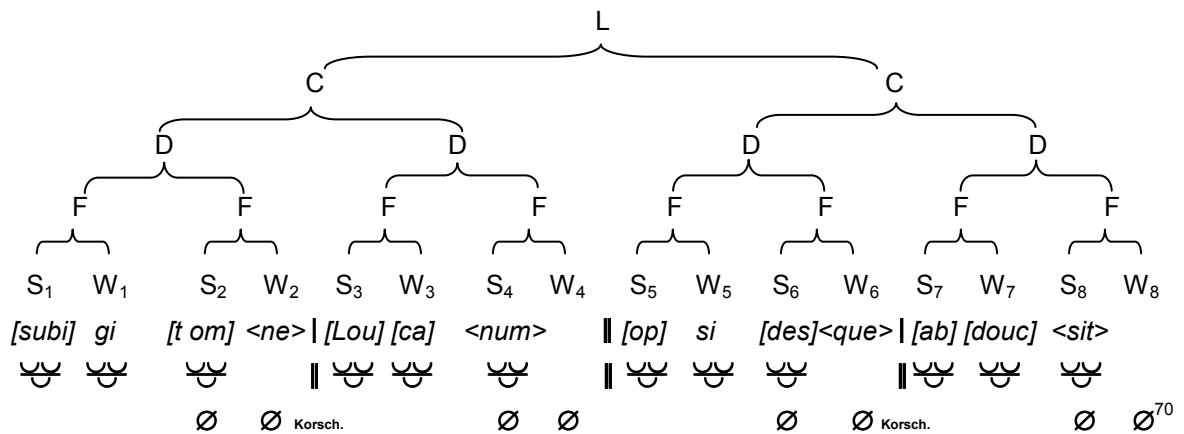 L
C C
D D D D
F F F F F F F F
S₁ W₁ S₂ W₂ S₃ W₃ S₄ W₄ S₅ W₅ S₆ W₆ S₇ W₇ S₈ W₈
[subi] gi [t om] <ne> | [Lou] [ca] <num> || [op] si [des]<que> | [ab] [douc] <sit>
|| || ||
∅ ∅ Korsch. ∅ ∅ ∅ ∅ Korsch. ∅ ∅⁷⁰